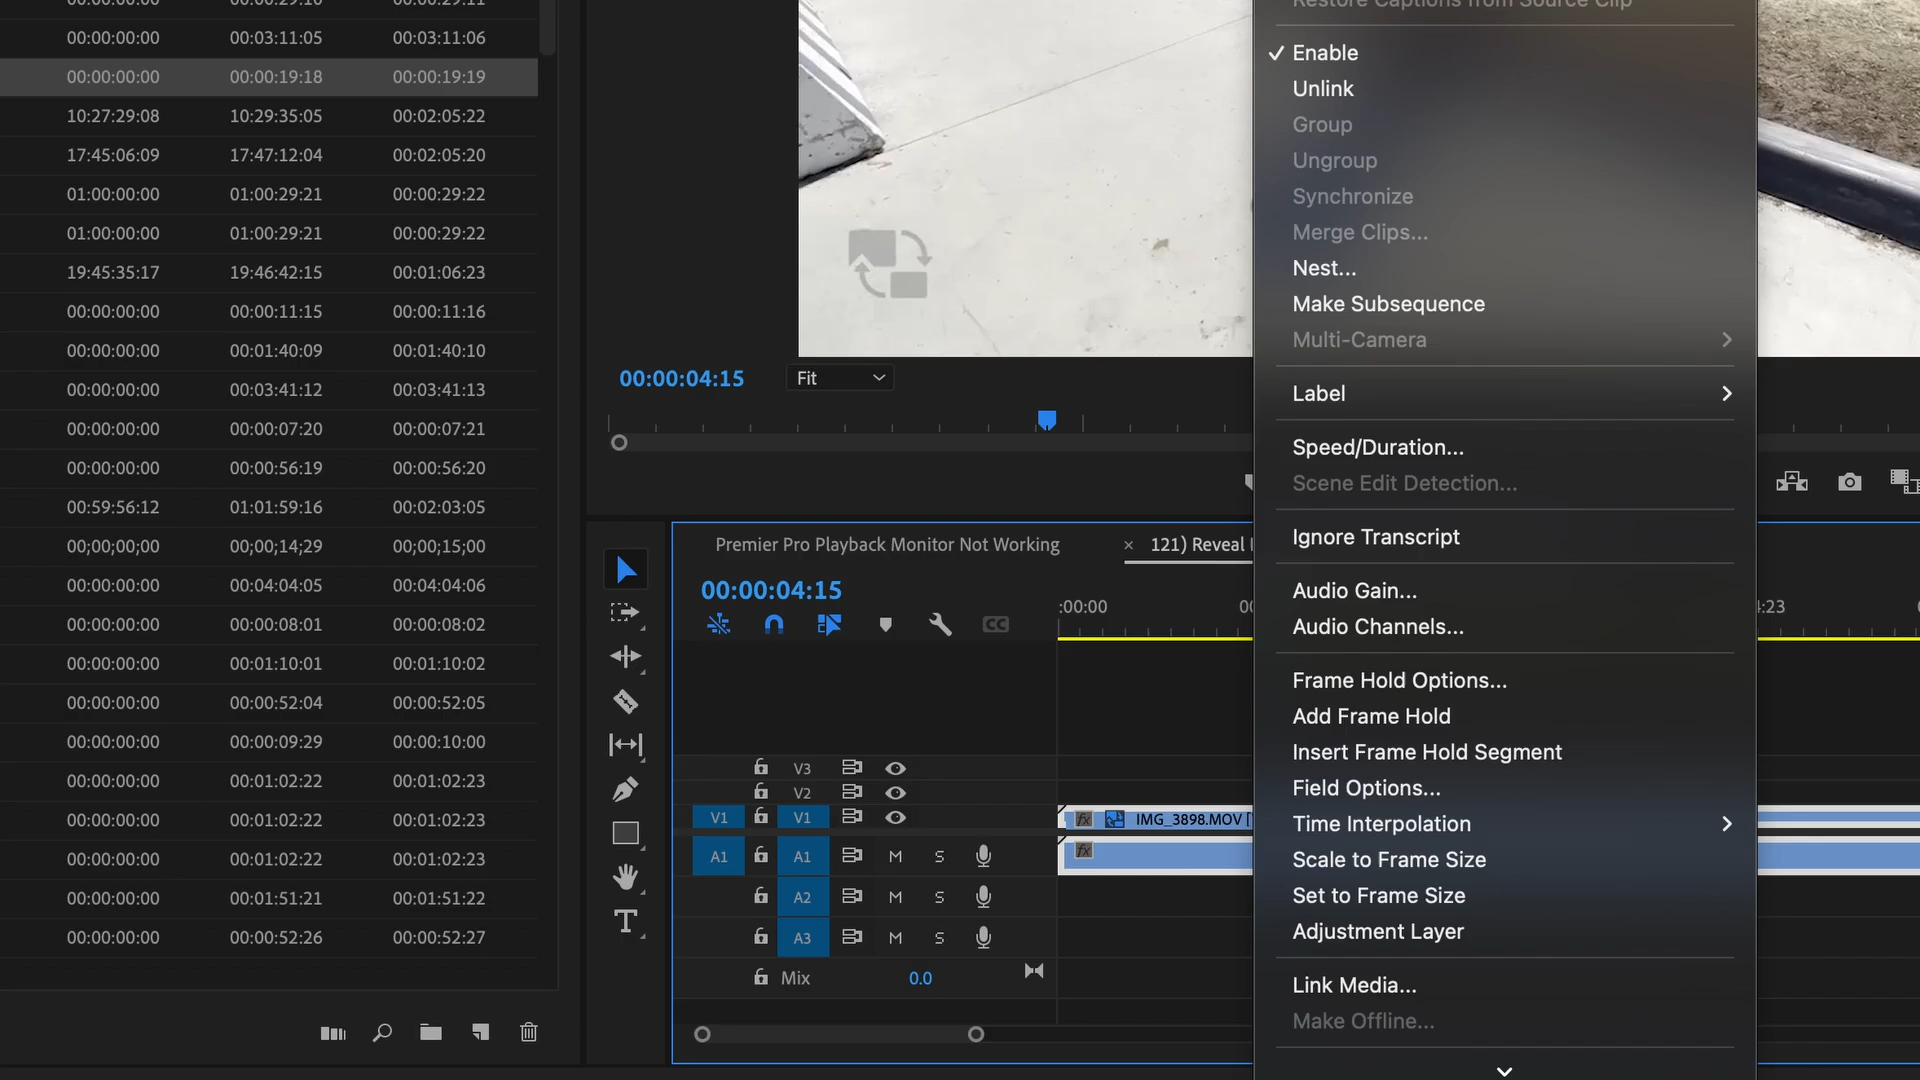 00:00:00:00 00:00:29:10 00:00:29:11
00:00:00:00 00:03:11:05 00:03:11:06
00:00:00:00 00:00:19:18 00:00:19:19
10:27:29:08 10:29:35:05 00:02:05:22
17:45:06:09 17:47:12:04 00:02:05:20
01:00:00:00 01:00:29:21 00:00:29:22
01:00:00:00 01:00:29:21 00:00:29:22
19:45:35:17 19:46:42:15 00:01:06:23
00:00:00:00 00:00:11:15 00:00:11:16
00:00:00:00 00:01:40:09 00:01:40:10
00:00:00:00 00:03:41:12 00:03:41:13
00:00:00:00 00:00:07:20 00:00:07:21
00:00:00:00 00:00:56:19 00:00:56:20
00:59:56:12 01:01:59:16 00:02:03:05
00;00;00;00 00;00;14;29 00;00;15;00
00:00:00:00 00:04:04:05 00:04:04:06
00:00:00:00 00:00:08:01 00:00:08:02
00:00:00:00 00:01:10:01 00:01:10:02
00:00:00:00 00:00:52:04 00:00:52:05
00:00:00:00 00:00:09:29 00:00:10:00
00:00:00:00 00:01:02:22 00:01:02:23
00:00:00:00 00:01:02:22 00:01:02:23
00:00:00:00 00:01:02:22 00:01:02:23
00:00:00:00 00:01:51:21 00:01:51:22
00:00:00:00 00:00:52:26 00:00:52:27
00:00:04:15 Fit
Premier Pro Playback Monitor Not Working × 121) Reveal
00:00:04:15
:00:00 00 4:23 0
CC
V3
V2
V1 V1 fx IMG_3898.MOV [
A1 A1 M S fx
A2 M S
A3 M S
Mix 0.0
T
Restore Captions from Source Clip
Enable
Unlink
Group
Ungroup
Synchronize
Merge Clips...
Nest...
Make Subsequence
Multi-Camera
Label
Speed/Duration...
Scene Edit Detection...
Ignore Transcript
Audio Gain...
Audio Channels...
Frame Hold Options...
Add Frame Hold
Insert Frame Hold Segment
Field Options...
Time Interpolation
Scale to Frame Size
Set to Frame Size
Adjustment Layer
Link Media...
Make Offline...